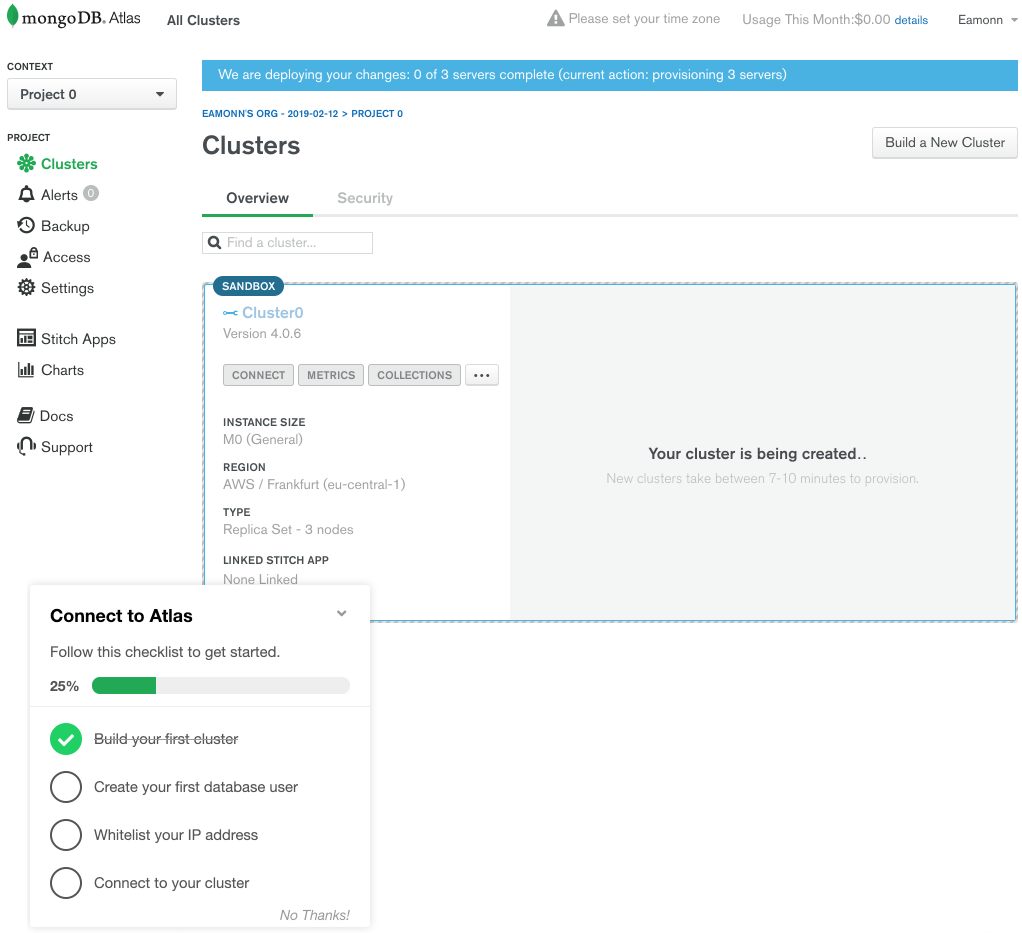 mongoDB. Atlas All Clusters Please set your time zone Usage This Month:$0.00 details Eamonn
CONTEXT
Project 0
PROJECT
Clusters
Alerts 0
Backup
Access
Settings
Stitch Apps
Charts
Docs
Support
We are deploying your changes: 0 of 3 servers complete (current action: provisioning 3 servers)
EAMONN'S ORG - 2019-02-12 > PROJECT 0
Clusters
Build a New Cluster
Overview Security
Find a cluster...
SANDBOX
Cluster0
Version 4.0.6
CONNECT METRICS COLLECTIONS ...
INSTANCE SIZE
M0 (General)
REGION
AWS / Frankfurt (eu-central-1)
TYPE
Replica Set - 3 nodes
LINKED STITCH APP
None Linked
Your cluster is being created..
New clusters take between 7-10 minutes to provision.
Connect to Atlas
Follow this checklist to get started.
25%
Build your first cluster
Create your first database user
Whitelist your IP address
Connect to your cluster
No Thanks!